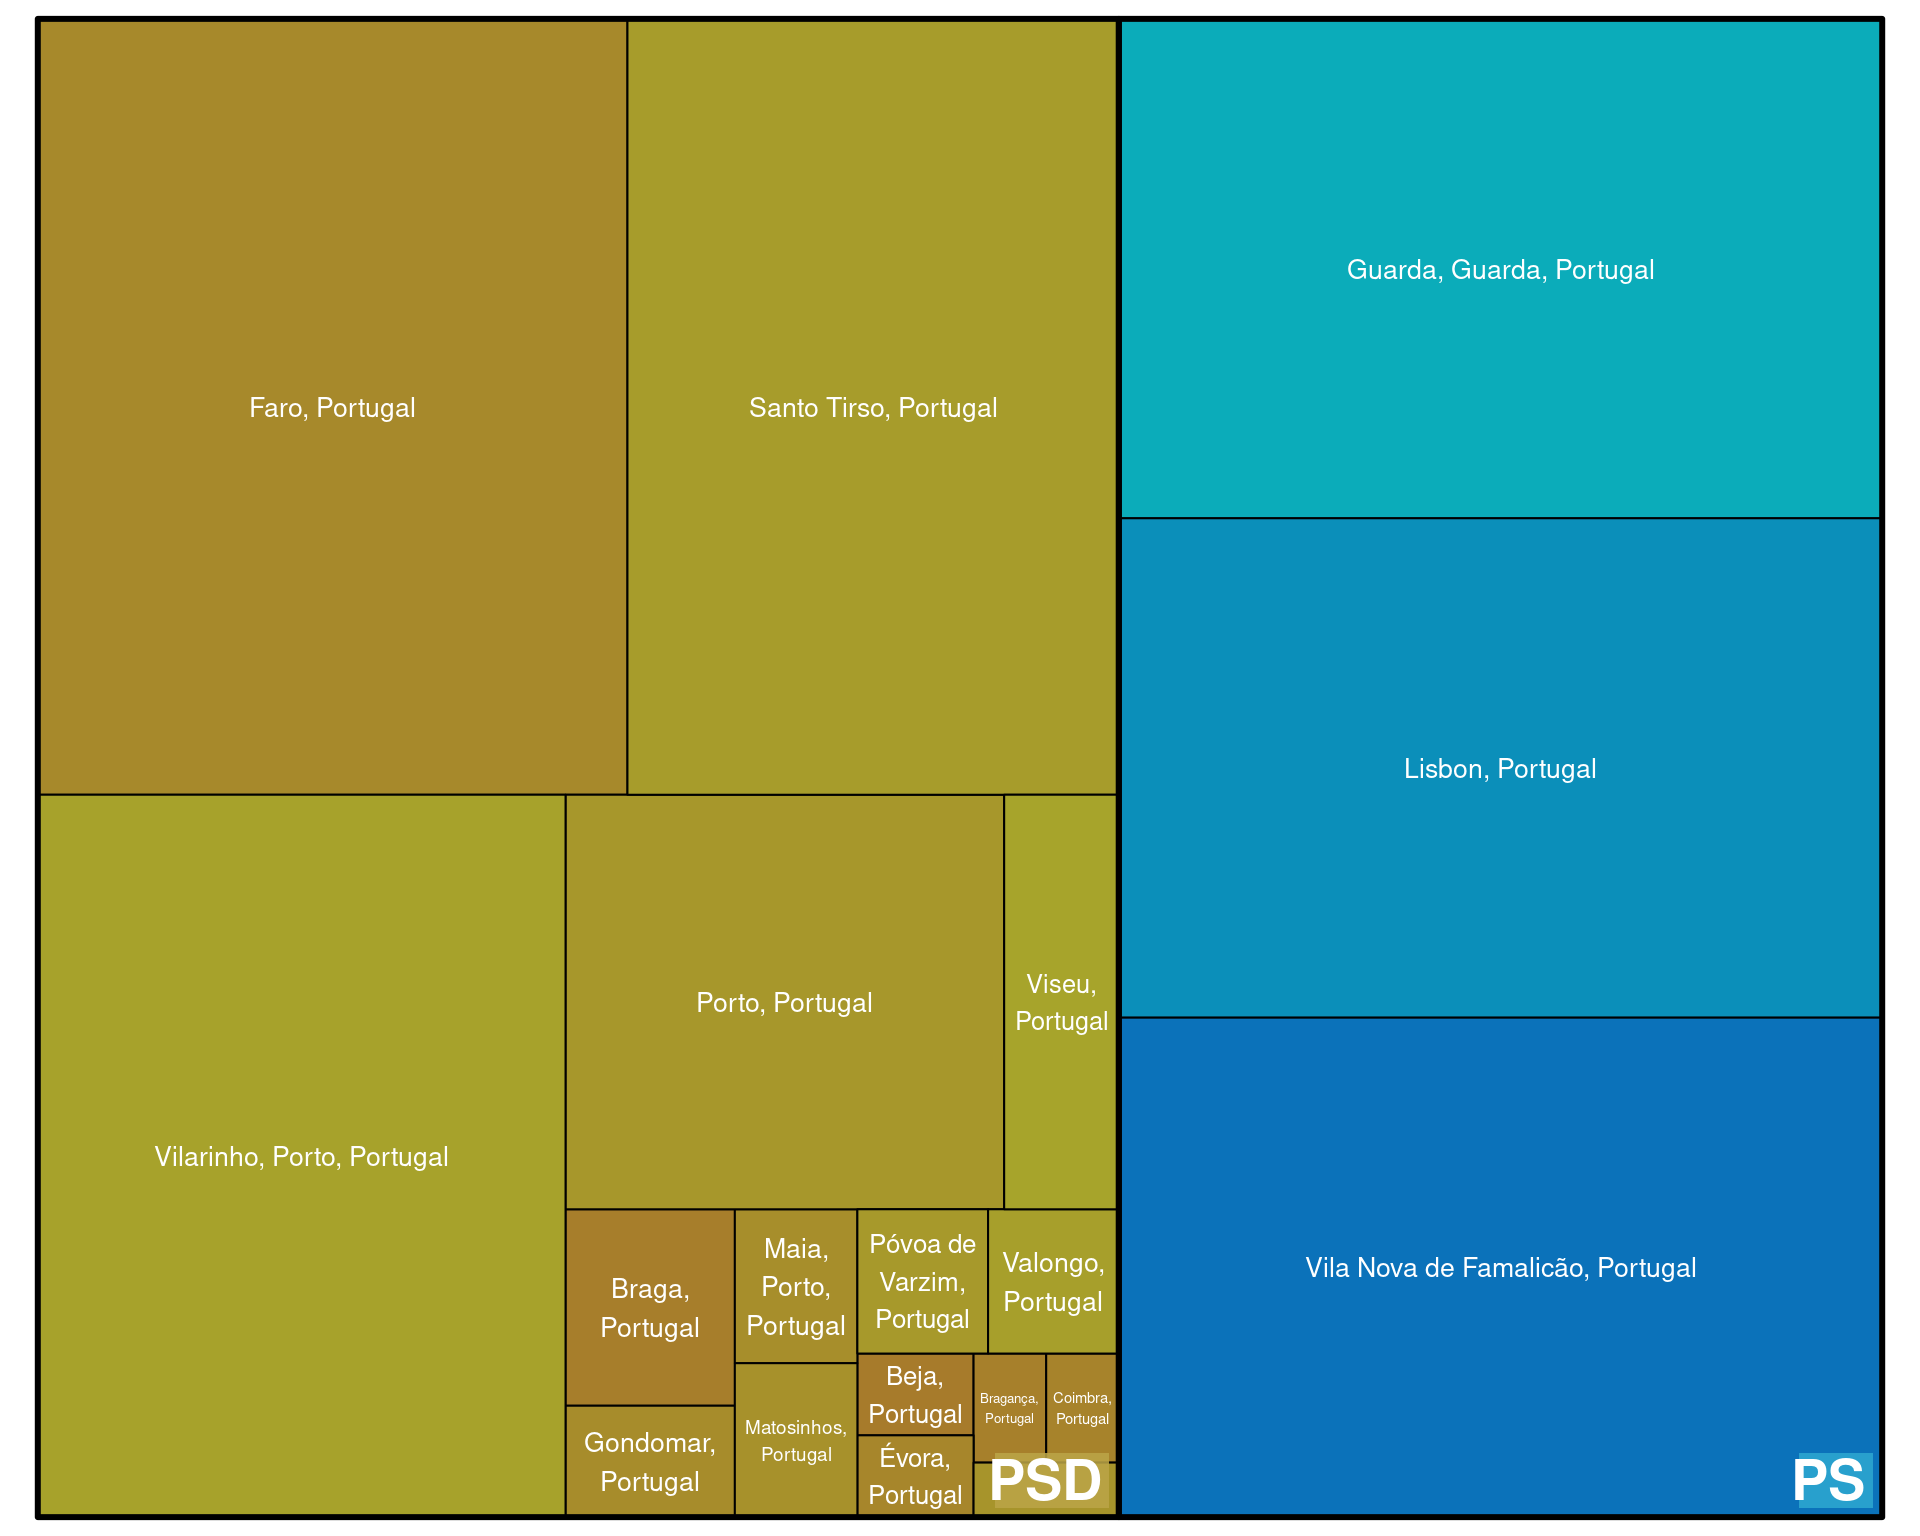 Faro, Portugal
Santo Tirso, Portugal
Guarda, Guarda, Portugal
Lisbon, Portugal
Vilarinho, Porto, Portugal
Porto, Portugal
Viseu,
Portugal
Vila Nova de Famalicão, Portugal
Braga,
Portugal
Maia,
Porto,
Portugal
Póvoa de
Varzim,
Portugal
Valongo,
Portugal
Gondomar,
Portugal
Matosinhos,
Portugal
Beja,
Portugal
Bragança,
Portugal
Coimbra,
Portugal
Évora,
Portugal
PSD
PS